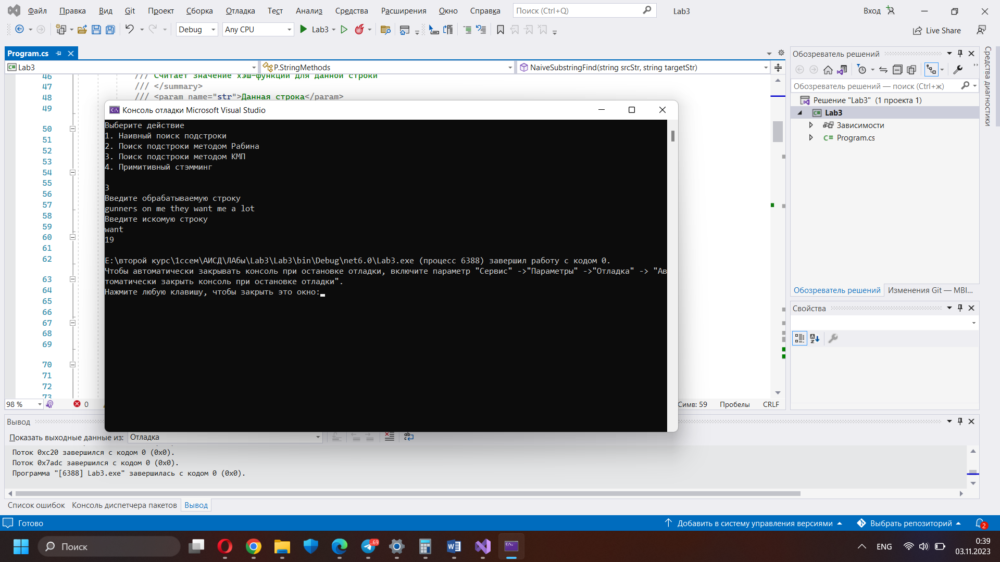 Файл Правка Вид Git Проект Сборка Отладка Тест Анализ Средства Расширения Окно Справка Поиск (Ctrl+Q) Lab3 Вход
Debug Any CPU Lab3 Live Share
Program.cs
Lab3 P.StringMethods NaiveSubstringFind(string srcStr, string targetStr)
46 /// Считает значение хэш-функции для данной строки
47 /// </summary>
48 /// <param name="str">Данная строка</param>
49
50
51
52
53
54
55
56
57
58
59
60
61
62
63
64
65
66
67
68
69
70
71
72
73
Консоль отладки Microsoft Visual Studio
Выберите действие
1. Наивный поиск подстроки
2. Поиск подстроки методом Рабина
3. Поиск подстроки методом КМП
4. Примитивный стэмминг
3
Введите обрабатываемую строку
gunners on me they want me a lot
Введите искомую строку
want
19
E:\второй курс\1ссем\АИСД\ЛАбы\Lab3\Lab3\bin\Debug\net6.0\Lab3.exe (процесс 6388) завершил работу с кодом 0.
Чтобы автоматически закрывать консоль при остановке отладки, включите параметр "Сервис" ->"Параметры" ->"Отладка" -> "Ав
томатически закрыть консоль при остановке отладки".
Нажмите любую клавишу, чтобы закрыть это окно:
98 % 0 Симв: 59 Пробелы CRLF
Обозреватель решений
Обозреватель решений — поиск (Ctrl+ж)
Решение "Lab3" (1 проекта 1)
Lab3
Зависимости
Program.cs
Обозреватель решений Изменения Git — MBI...
Свойства
Средства диагностики
Вывод
Показать выходные данные из: Отладка
Поток 0xc20 завершился с кодом 0 (0x0).
Поток 0x7adc завершился с кодом 0 (0x0).
Программа "[6388] Lab3.exe" завершилась с кодом 0 (0x0).
Список ошибок Консоль диспетчера пакетов Вывод
Готово Добавить в систему управления версиями Выбрать репозиторий 2
Поиск .69 ENG 0:39
03.11.2023